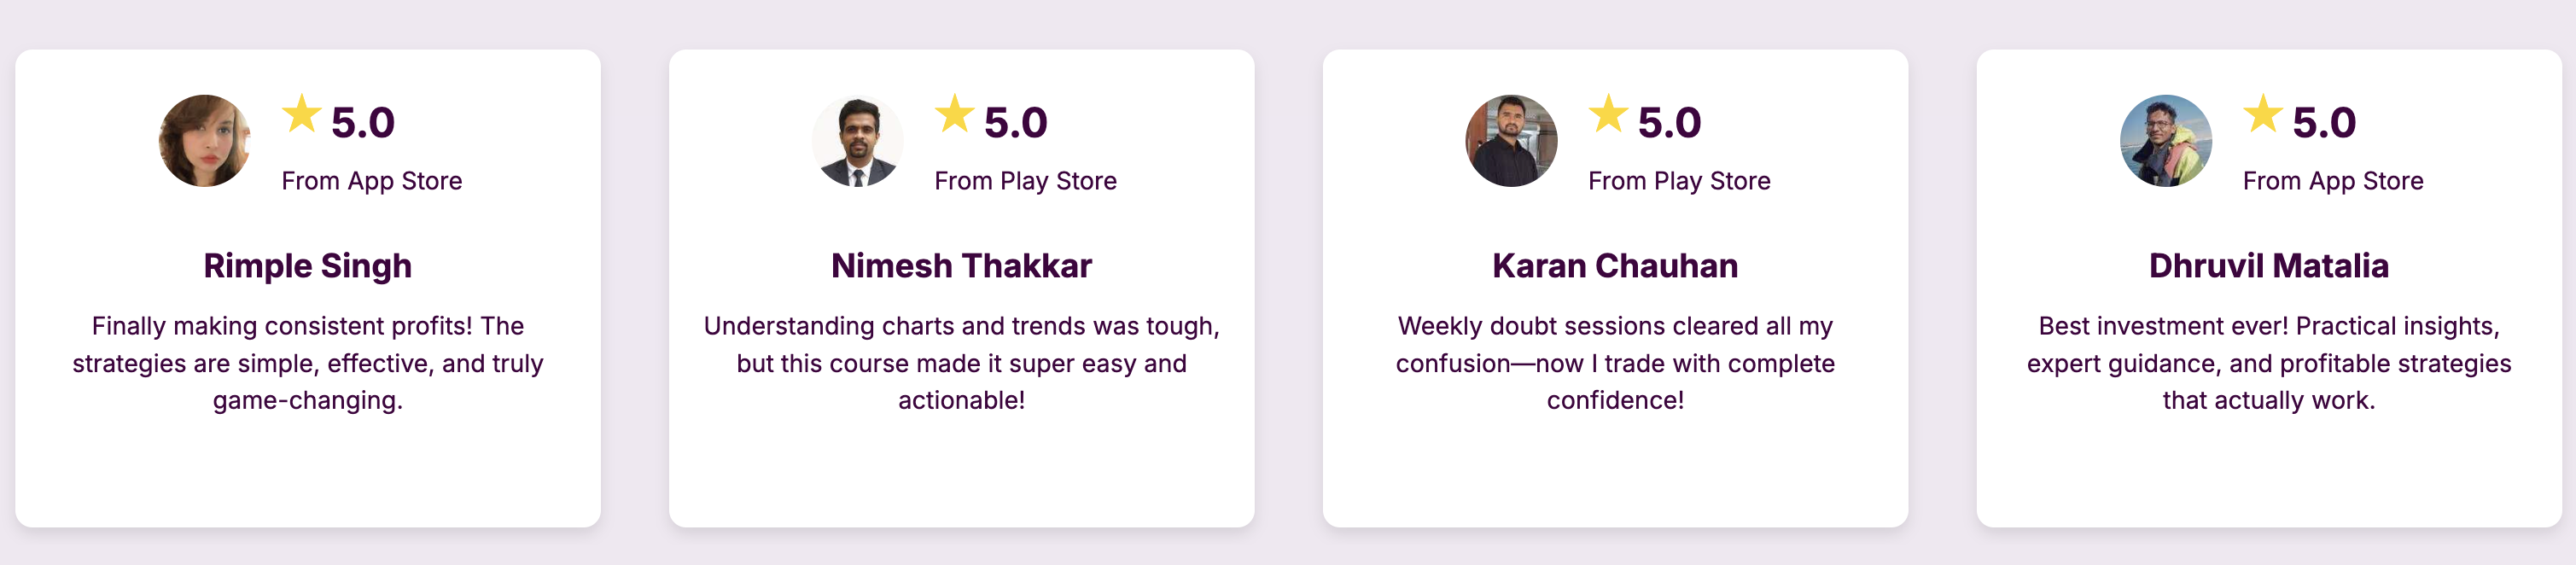 5.0
From App Store
Rimple Singh
Finally making consistent profits! The
strategies are simple, effective, and truly
game-changing.
5.0
From Play Store
Nimesh Thakkar
Understanding charts and trends was tough,
but this course made it super easy and
actionable!
5.0
From Play Store
Karan Chauhan
Weekly doubt sessions cleared all my
confusion—now I trade with complete
confidence!
5.0
From App Store
Dhruvil Matalia
Best investment ever! Practical insights,
expert guidance, and profitable strategies
that actually work.